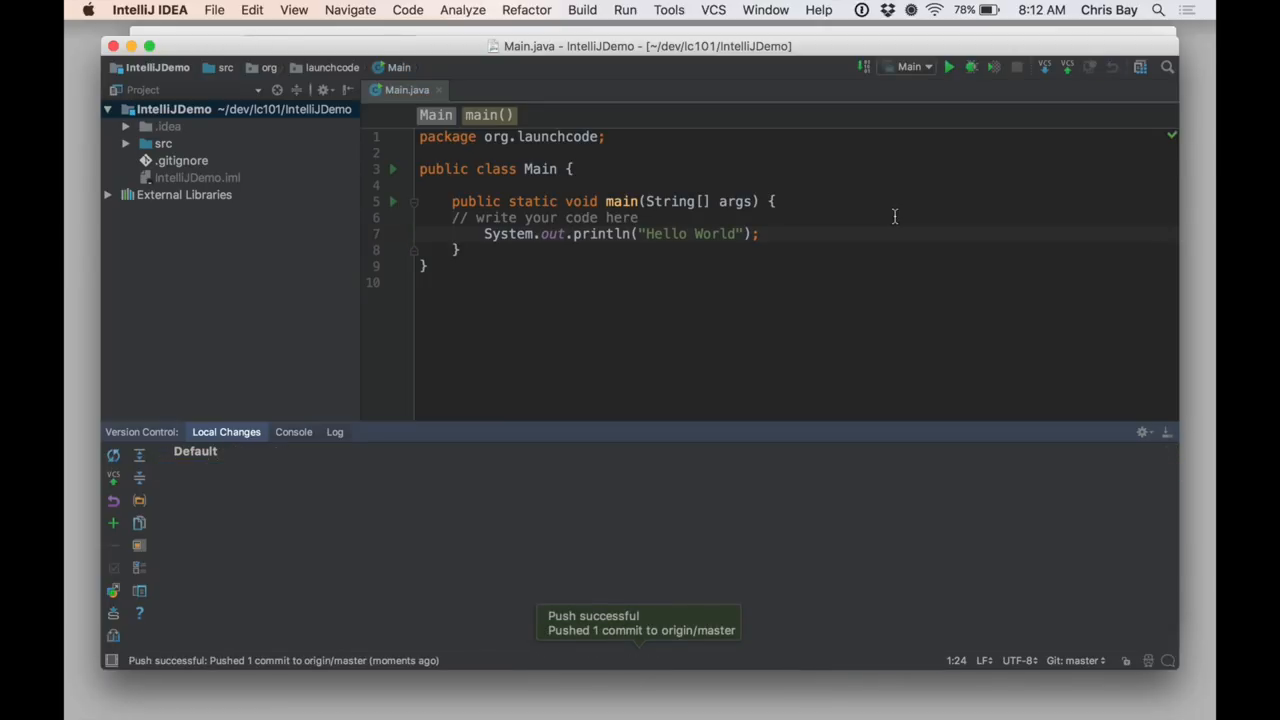 IntelliJ IDEA File Edit View Navigate Code Analyze Refactor Build Run Tools VCS Window Help 78% 8:12 AM Chris Bay
Main.java - IntelliJ IDEA - [~/dev/lc101/IntelliJDemo]
IntelliJDemo src org launchcode Main Main VCS VCS
Project Main.java
IntelliJDemo ~/dev/lc101/IntelliJDemo
.idea
src
.gitignore
IntelliJDemo.iml
External Libraries
Main main()
1 package org.launchcode;
2
3 public class Main {
4
5 public static void main(String[] args) {
6 // write your code here
7 System.out.println("Hello World");
8 }
9 }
10
Version Control: Local Changes Console Log
Default
VCS
?
Push successful
Pushed 1 commit to origin/master
Push successful: Pushed 1 commit to origin/master (moments ago) 1:24 LF UTF-8 Git: master